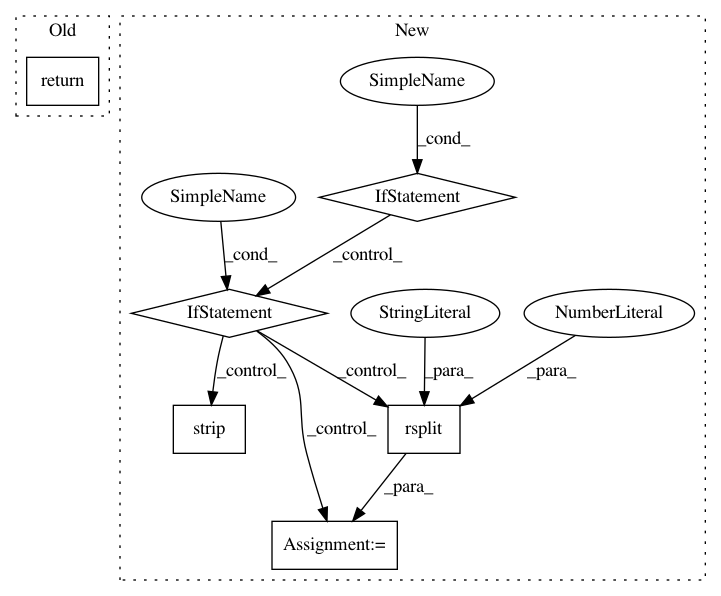 Old
New
return
SimpleName
_cond_
SimpleName
IfStatement
_cond_
_control_
IfStatement
StringLiteral
NumberLiteral
_control_
_control_
_para_
_para_
strip
_control_
rsplit
_para_
Assignment:=